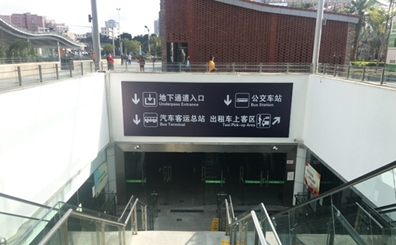 地下通道入口 公交车站
Underpass Entrance Bus Station
汽车客运总站 出租车上客区
Bus Terminal Taxi Pick-up Area